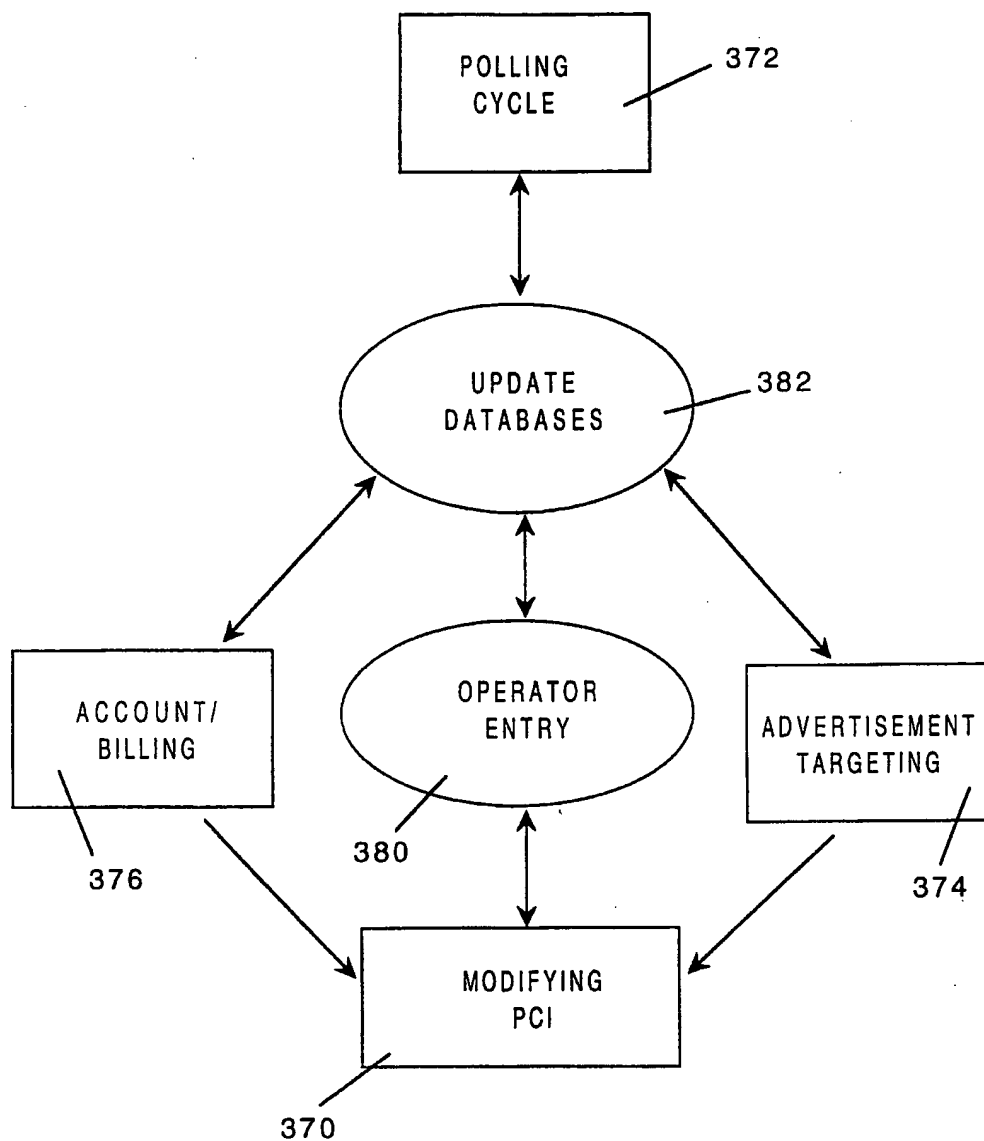 POLLING
CYCLE
372
UPDATE
DATABASES
382
ACCOUNT/
BILLING
376
OPERATOR
ENTRY
380
ADVERTISEMENT
TARGETING
374
MODIFYING
PCI
370